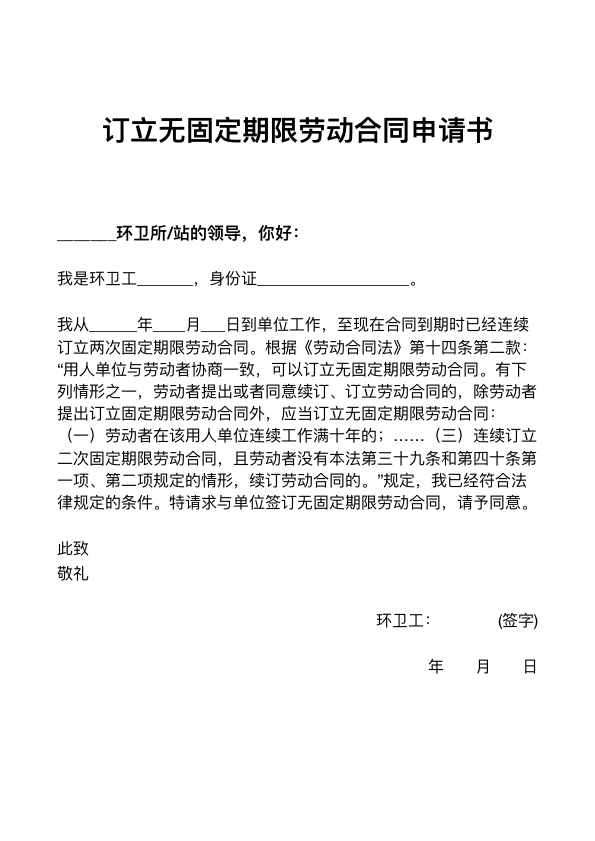 订立无固定期限劳动合同申请书
_______环卫所/站的领导，你好：
我是环卫工_______，身份证___________________。
我从______年____月___日到单位工作，至现在合同到期时已经连续
订立两次固定期限劳动合同。根据《劳动合同法》第十四条第二款：
“用人单位与劳动者协商一致，可以订立无固定期限劳动合同。有下
列情形之一，劳动者提出或者同意续订、订立劳动合同的，除劳动者
提出订立固定期限劳动合同外，应当订立无固定期限劳动合同：
（一）劳动者在该用人单位连续工作满十年的；……（三）连续订立
二次固定期限劳动合同，且劳动者没有本法第三十九条和第四十条第
一项、第二项规定的情形，续订劳动合同的。”规定，我已经符合法
律规定的条件。特请求与单位签订无固定期限劳动合同，请予同意。
此致
敬礼
环卫工： (签字)
年 月 日